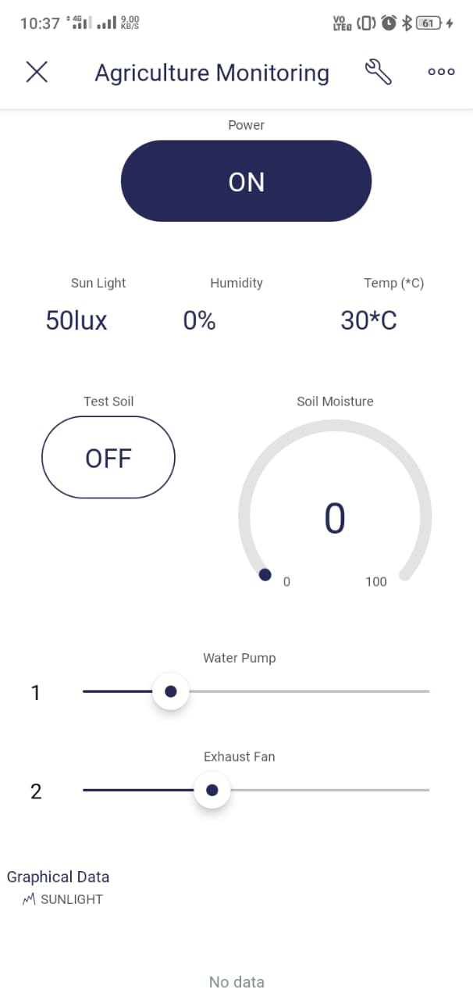 10:37 4G 9.00 KB/S VO LTE 61
Agriculture Monitoring
Power
ON
Sun Light Humidity Temp (*C)
50lux 0% 30*C
Test Soil Soil Moisture
OFF
0
0 100
Water Pump
1
Exhaust Fan
2
Graphical Data
SUNLIGHT
No data